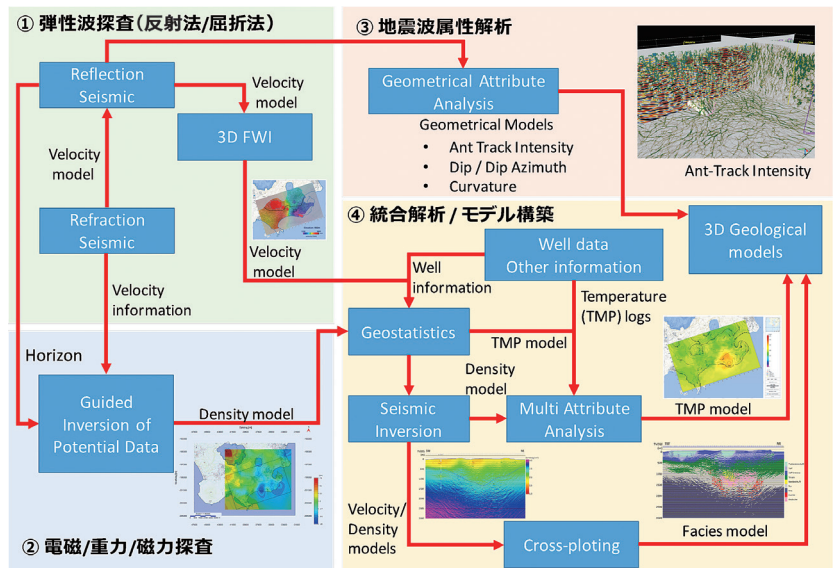 ① 弾性波探査(反射法/屈折法)
Reflection
Seismic
Velocity
model
3D FWI
Velocity
model
Refraction
Seismic
Velocity
model
Velocity
information
Horizon
Guided
Inversion of
Potential Data
Density model
② 電磁/重力/磁力探査
③ 地震波属性解析
Geometrical Attribute
Analysis
Geometrical Models
• Ant Track Intensity
• Dip / Dip Azimuth
• Curvature
Ant-Track Intensity
④ 統合解析 / モデル構築
Well data
Other information
3D Geological
models
Well
information
Temperature
(TMP) logs
Geostatistics
TMP model
Density
model
Seismic
Inversion
Multi Attribute
Analysis
TMP model
Velocity/
Density
models
Cross-ploting
Facies model